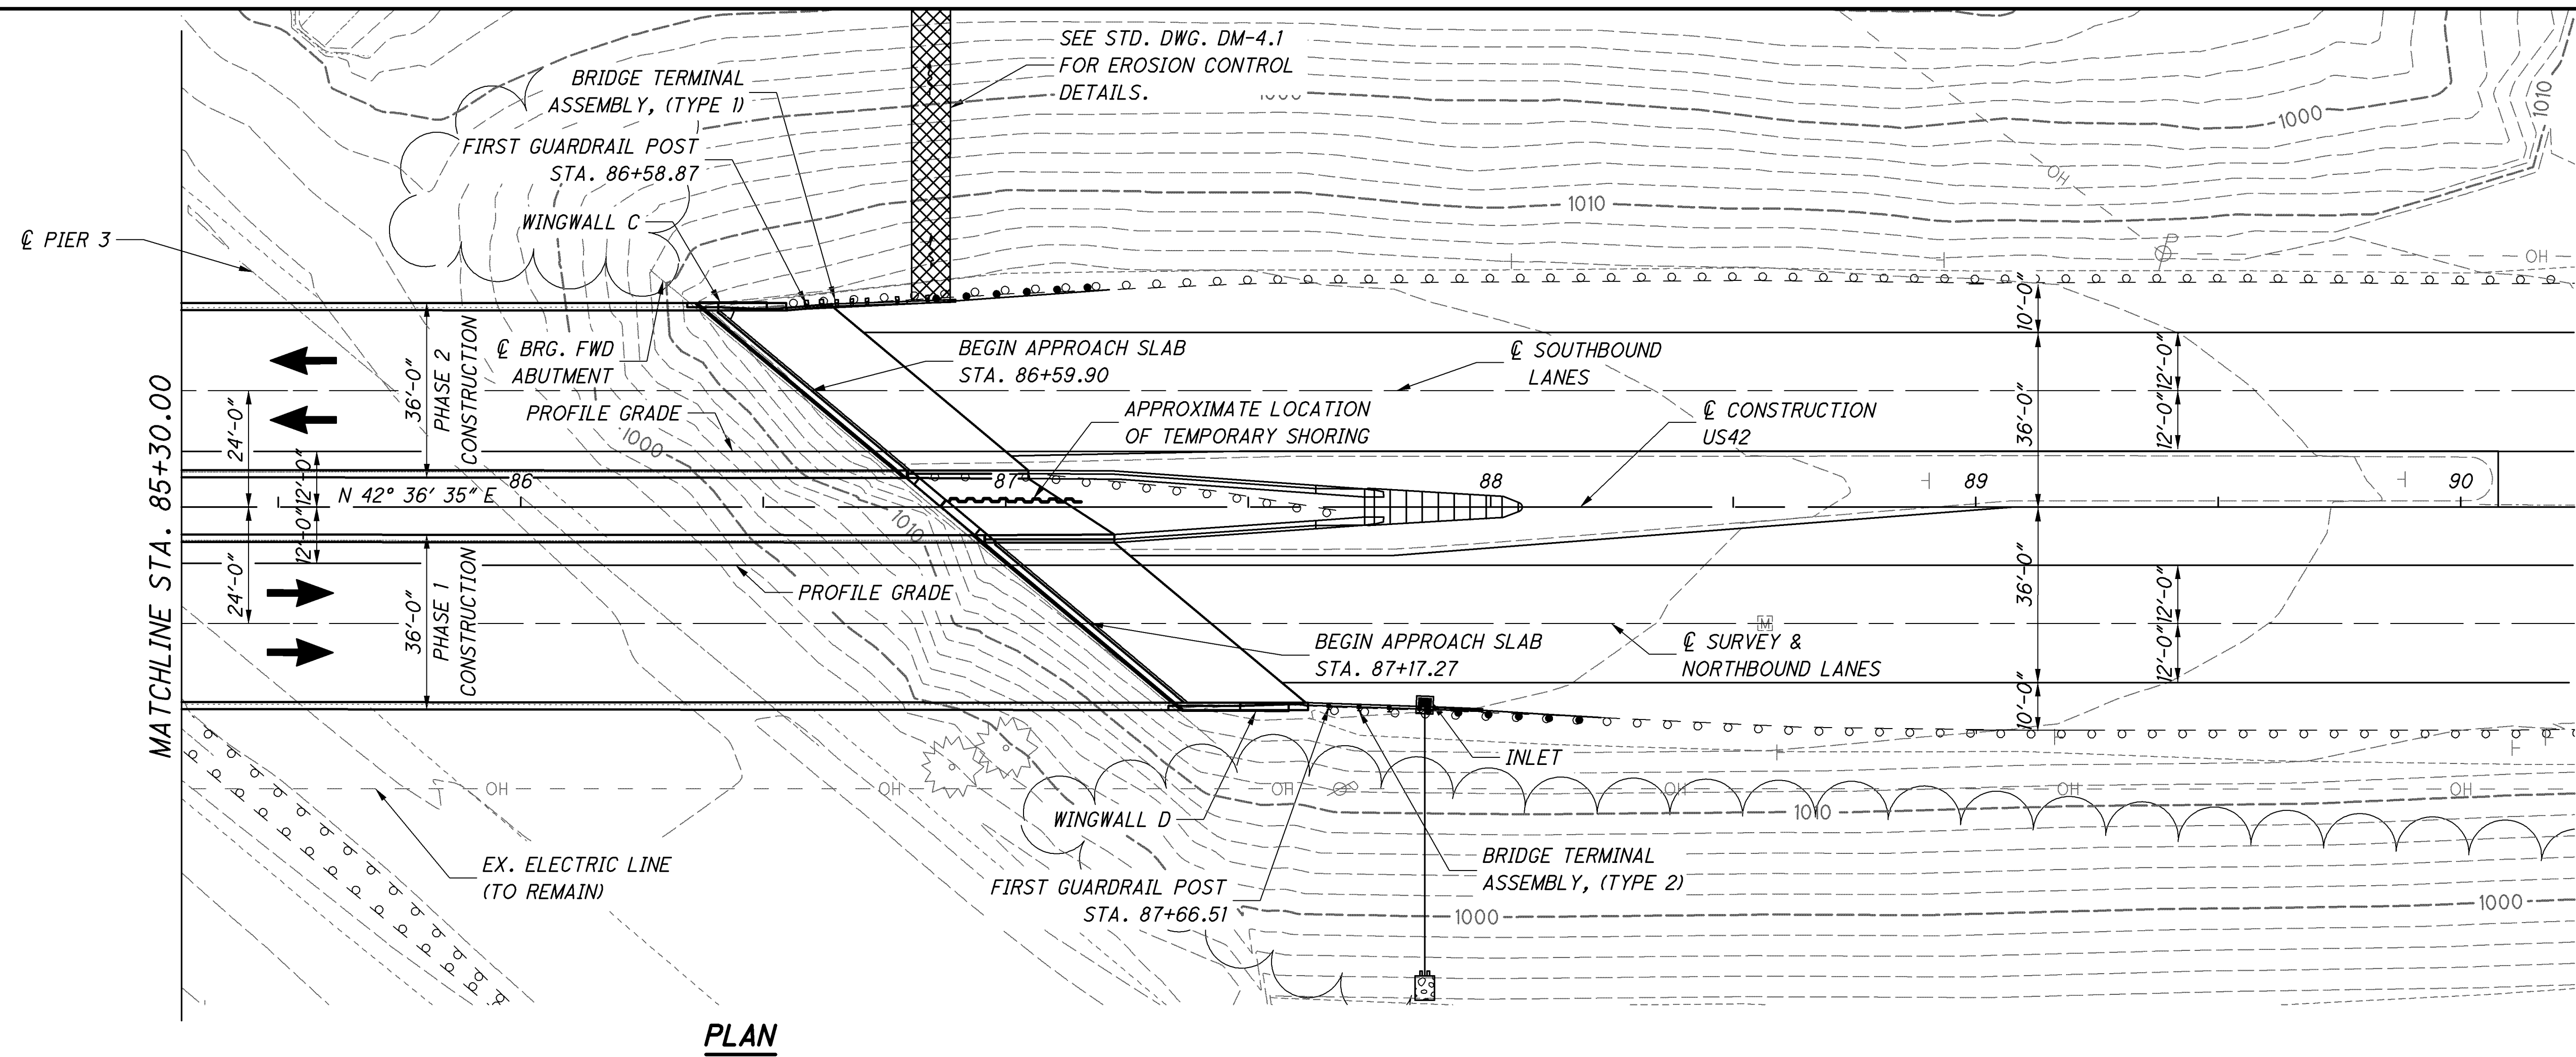 SEE STD. DWG. DM-4.1
FOR EROSION CONTROL
DETAILS.
BRIDGE TERMINAL
ASSEMBLY, (TYPE 1)
FIRST GUARDRAIL POST
STA. 86+58.87
WINGWALL C
℄ PIER 3
1000
1010
1010
OH
OH
OH
MATCHLINE STA. 85+30.00
36'-0"
PHASE 2
CONSTRUCTION
℄ BRG. FWD
ABUTMENT
PROFILE GRADE
1000
BEGIN APPROACH SLAB
STA. 86+59.90
APPROXIMATE LOCATION
OF TEMPORARY SHORING
℄ SOUTHBOUND
LANES
℄ CONSTRUCTION
US42
10'-0"
36'-0"
12'-0"
12'-0"
24'-0"
12'-0"
N 42° 36' 35" E
86
87
88
89
90
1010
24'-0"
12'-0"
36'-0"
PHASE 1
CONSTRUCTION
PROFILE GRADE
BEGIN APPROACH SLAB
STA. 87+17.27
M
℄ SURVEY &
NORTHBOUND LANES
36'-0"
12'-0"
12'-0"
10'-0"
INLET
OH
OH
OH
OH
OH
OH
1010
WINGWALL D
EX. ELECTRIC LINE
(TO REMAIN)
BRIDGE TERMINAL
ASSEMBLY, (TYPE 2)
FIRST GUARDRAIL POST
STA. 87+66.51
1000
1000
PLAN